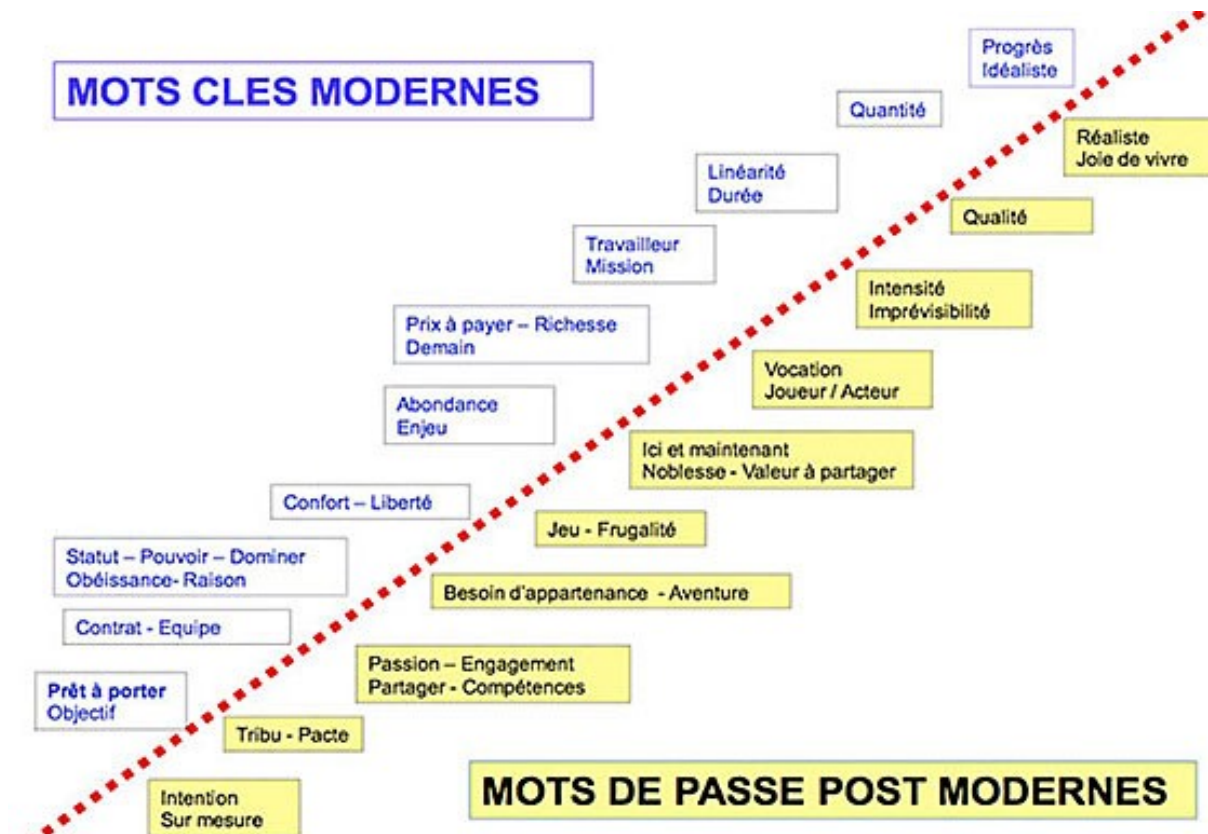 MOTS CLES MODERNES
Progrès
Idéaliste
Quantité
Linéarité
Durée
Travailleur
Mission
Prix à payer – Richesse
Demain
Abondance
Enjeu
Confort – Liberté
Statut – Pouvoir – Dominer
Obéissance- Raison
Contrat - Equipe
Prêt à porter
Objectif
Réaliste
Joie de vivre
Qualité
Intensité
Imprévisibilité
Vocation
Joueur / Acteur
Ici et maintenant
Noblesse - Valeur à partager
Jeu - Frugalité
Besoin d'appartenance - Aventure
Passion – Engagement
Partager - Compétences
Tribu - Pacte
Intention
Sur mesure
MOTS DE PASSE POST MODERNES